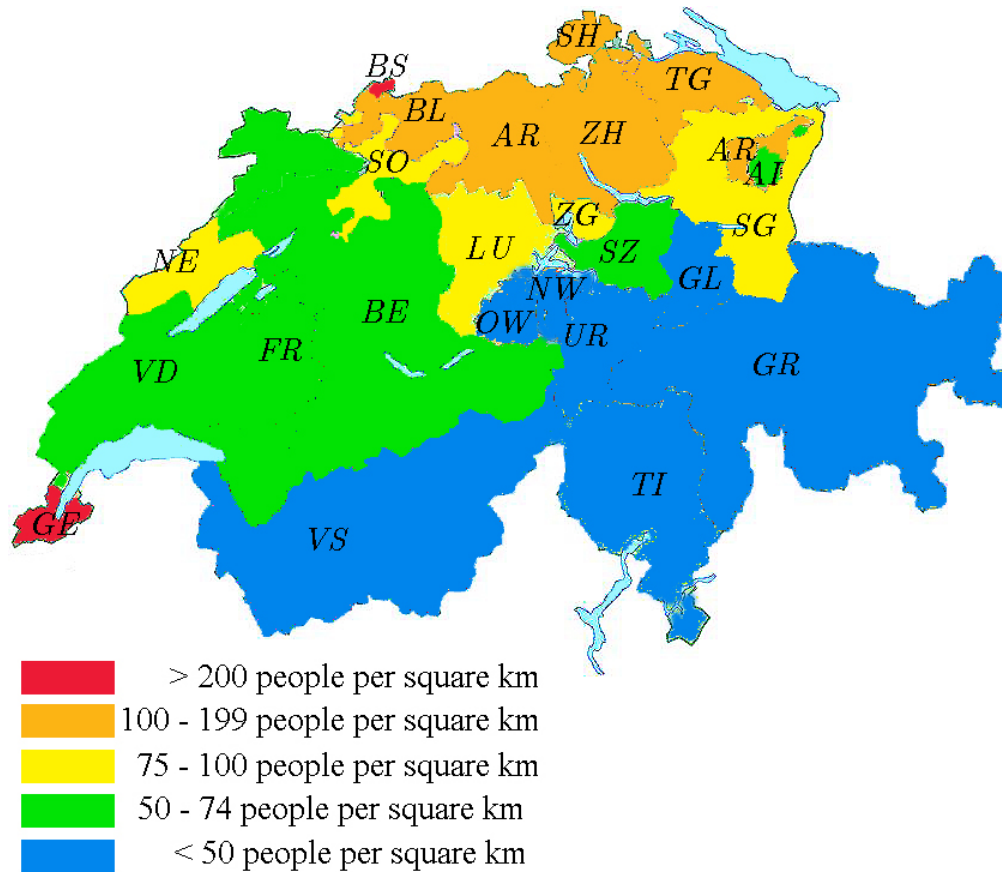 SH
BS
TG
BL
AR
ZH
AR
SO
AI
ZG
SG
NE
LU
SZ
GL
NW
BE
OW
UR
FR
VD
GR
TI
GE
VS
> 200 people per square km
100 - 199 people per square km
75 - 100 people per square km
50 - 74 people per square km
< 50 people per square km